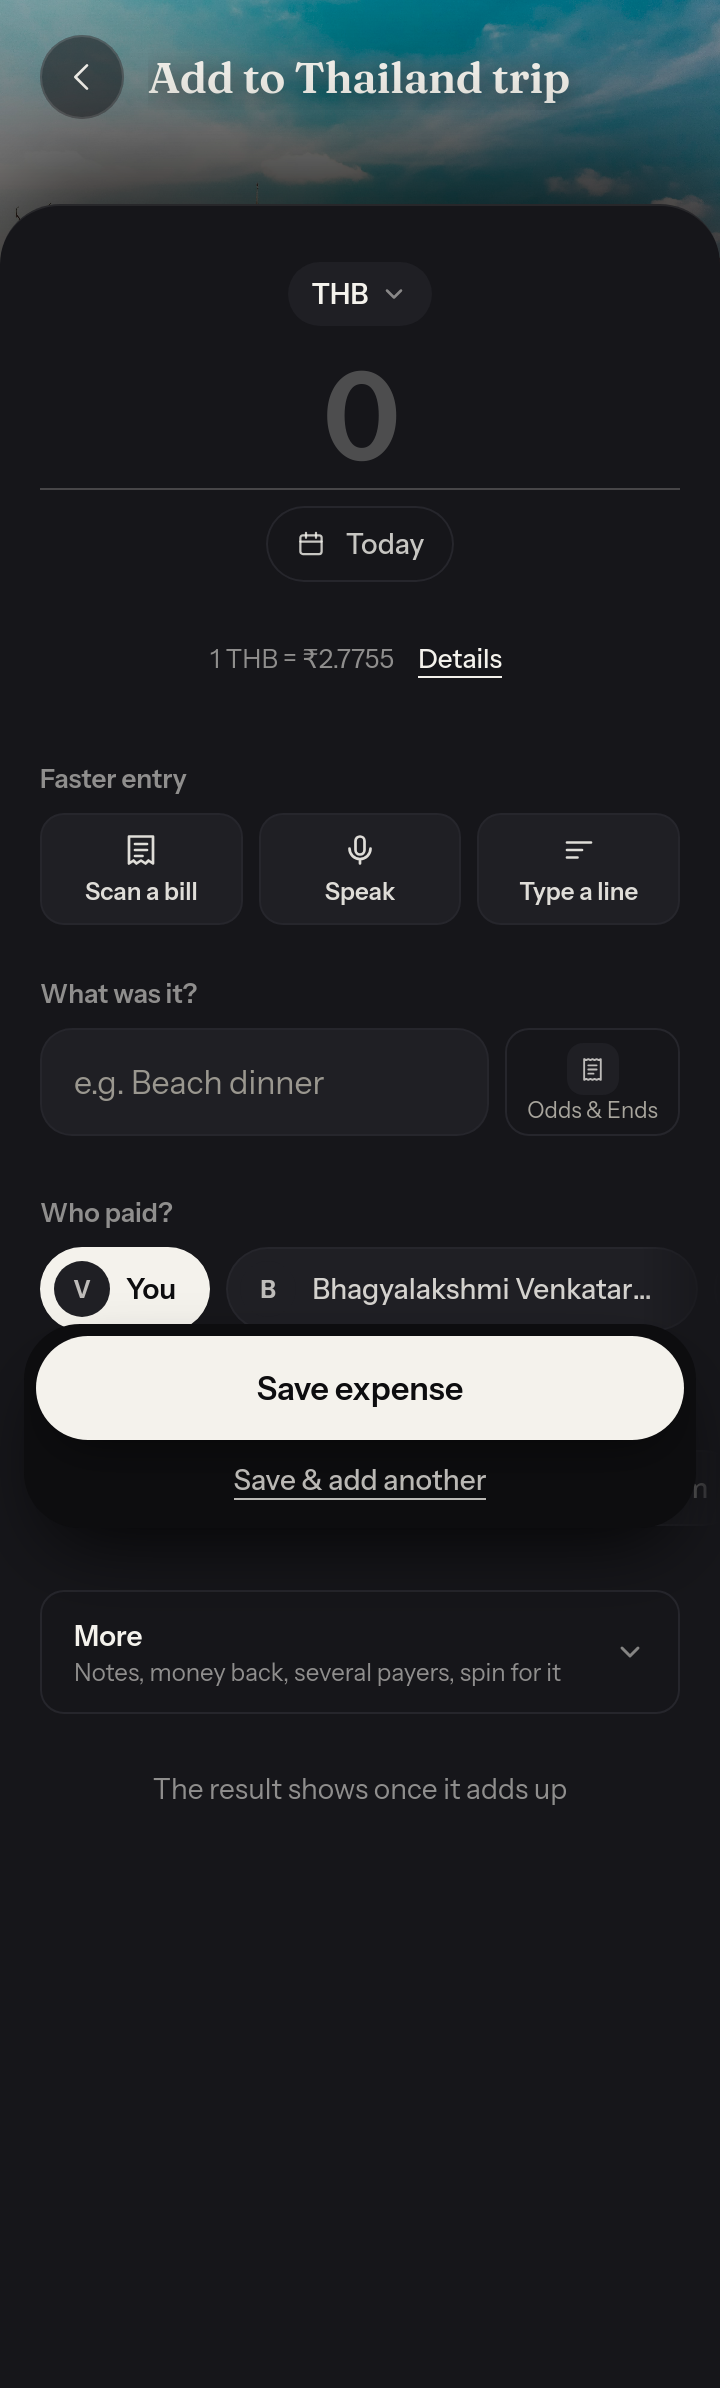 Add to Thailand trip
THB
0
Today
1 THB = ₹2.7755 Details
Faster entry
Scan a bill
Speak
Type a line
What was it?
e.g. Beach dinner
Odds & Ends
Who paid?
V You
B Bhagyalakshmi Venkatar...
Save expense
Save & add another
More
Notes, money back, several payers, spin for it
The result shows once it adds up